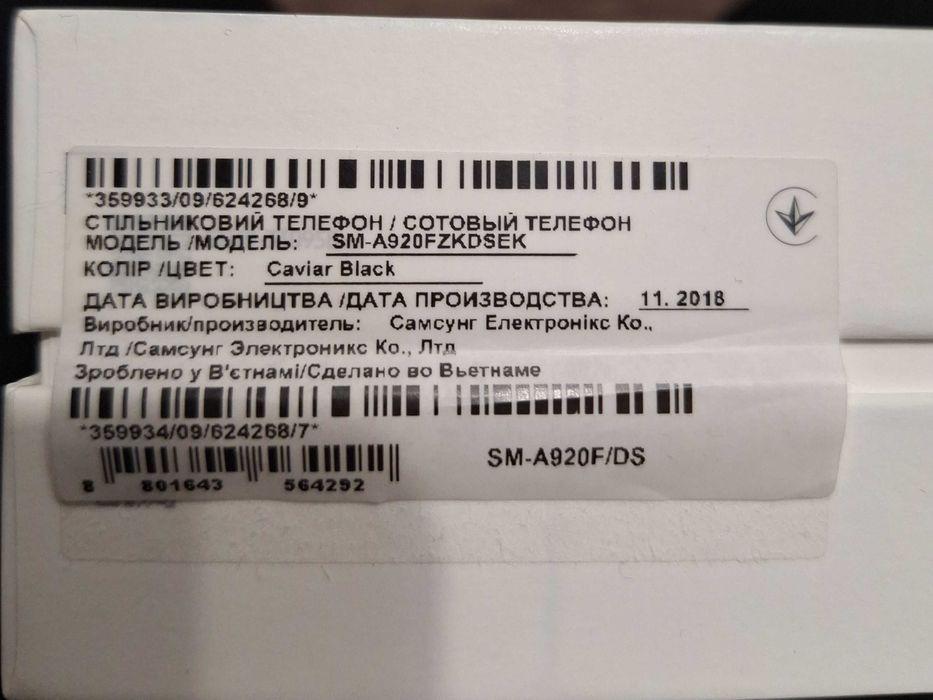 *359933/09/624268/9*
СТІЛЬНИКОВИЙ ТЕЛЕФОН / СОТОВЫЙ ТЕЛЕФОН
МОДЕЛЬ /МОДЕЛЬ: SM-A920FZKDSEK
КОЛІР /ЦВЕТ: Caviar Black
ДАТА ВИРОБНИЦТВА /ДАТА ПРОИЗВОДСТВА: 11. 2018
Виробник/производитель: Самсунг Електронікс Ко.,
Лтд /Самсунг Электроникс Ко., Лтд
Зроблено у В'єтнамі/Сделано во Вьетнаме
*359934/09/624268/7*
SM-A920F/DS
8 801643 564292